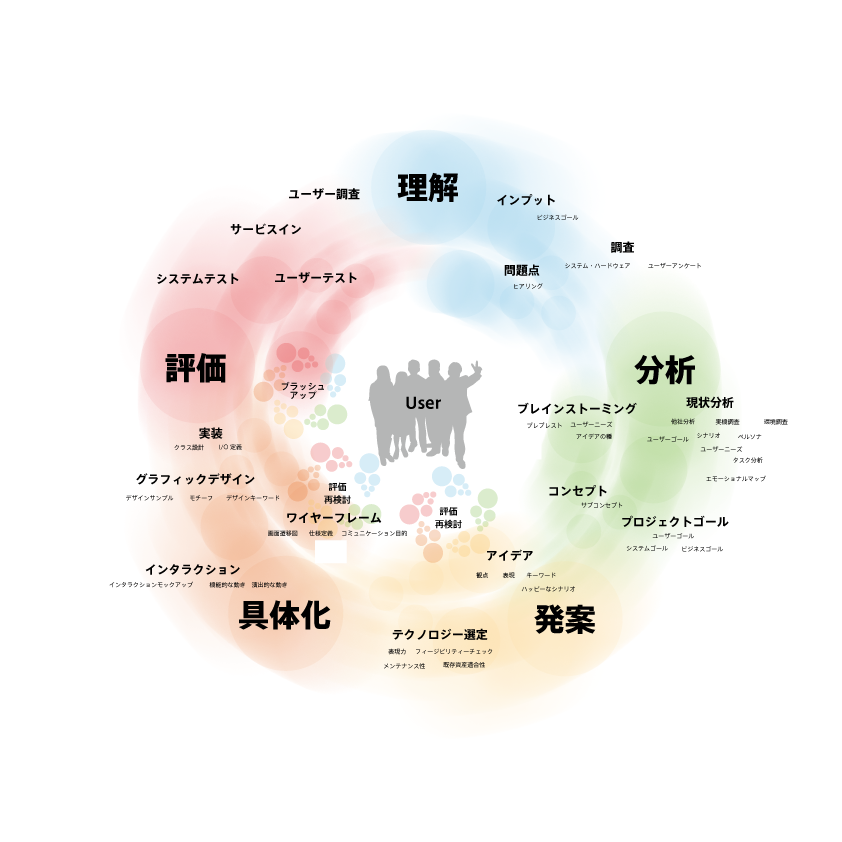 理解
ユーザー調査
インプット
ビジネスゴール
サービスイン
調査
システム・ハードウェア
ユーザーアンケート
システムテスト
ユーザーテスト
問題点
ヒアリング
評価
分析
ブラッシュ
アップ
User
現状分析
他社分析
実機調査
環境調査
ユーザーゴール
シナリオ
ペルソナ
ユーザーニーズ
タスク分析
エモーショナルマップ
ブレインストーミング
ブレブレスト
ユーザーニーズ
アイデアの種
実装
クラス設計
I/O 定義
グラフィックデザイン
デザインサンプル
モチーフ
デザインキーワード
評価
再検討
コンセプト
サブコンセプト
ワイヤーフレーム
画面遷移図
仕様定義
コミュニケーション目的
評価
再検討
プロジェクトゴール
ユーザーゴール
システムゴール
ビジネスゴール
アイデア
観点
表現
キーワード
ハッピーなシナリオ
インタラクション
インタラクションモックアップ
機能的な動き
演出的な動き
具体化
発案
テクノロジー選定
表現力
フィージビリティーチェック
メンテナンス性
既存資産適合性